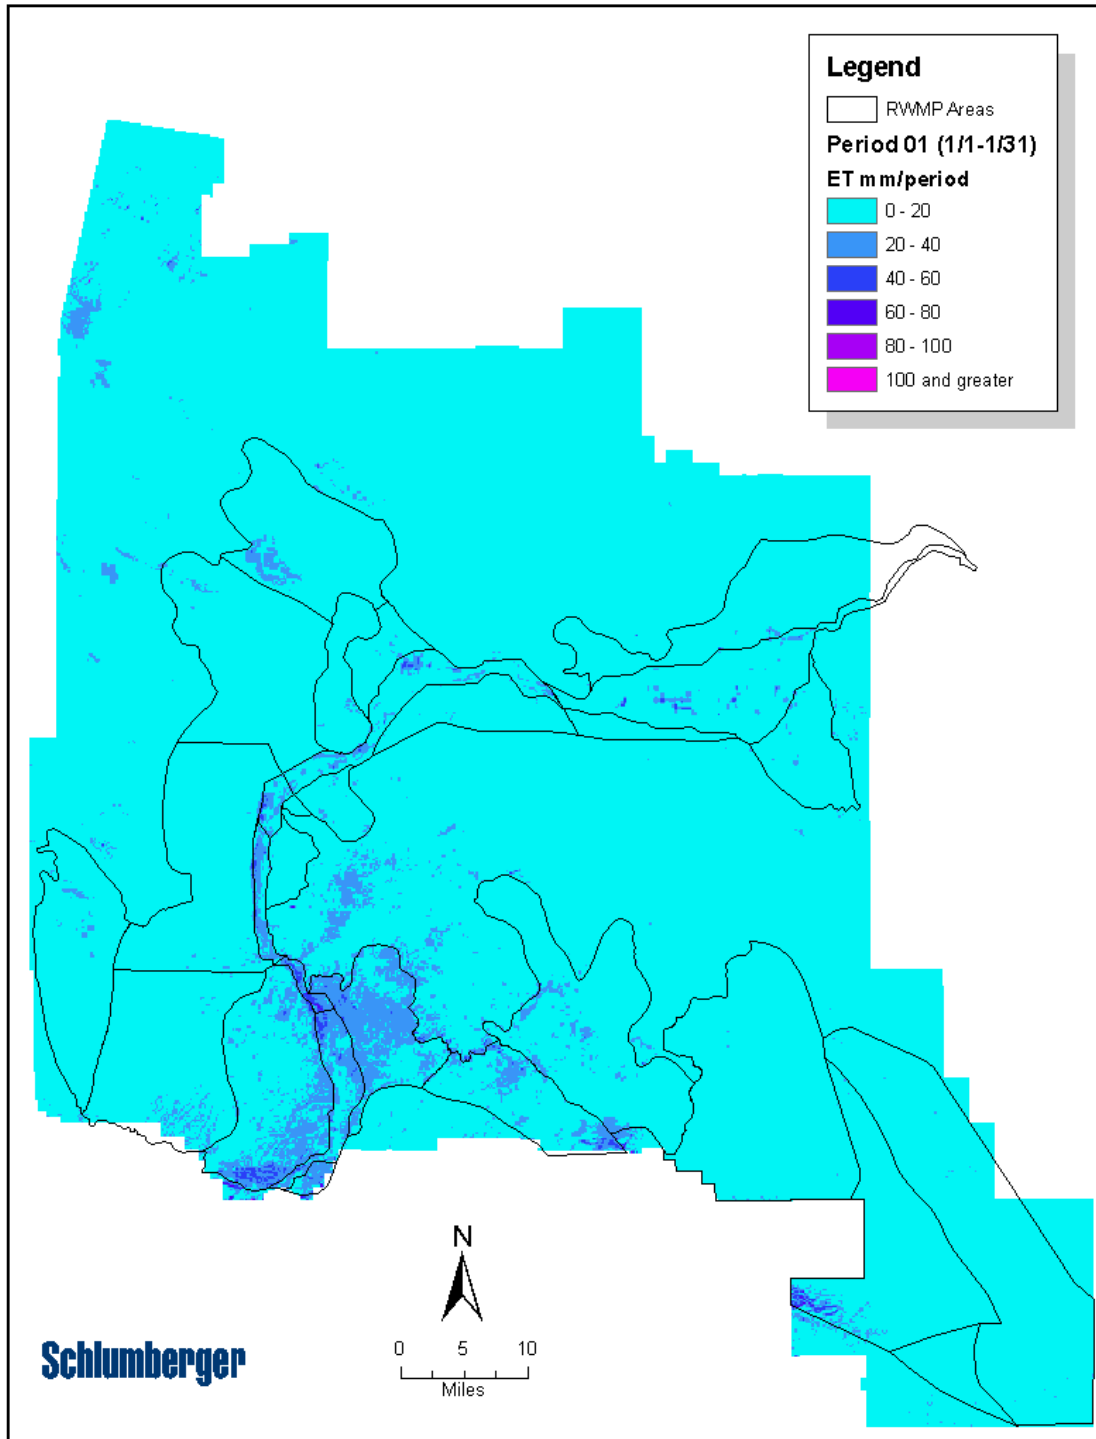 Legend
RWMP Areas
Period 01 (1/1-1/31)
ET mm/period
0 - 20
20 - 40
40 - 60
60 - 80
80 - 100
100 and greater
N
0 5 10
Miles
Schlumberger